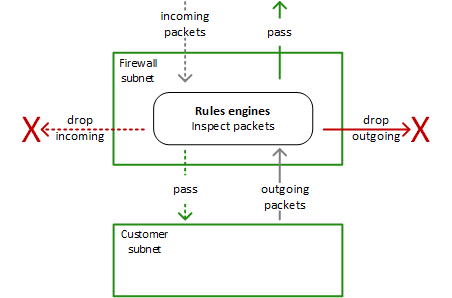 incoming
packets
pass
Firewall
subnet
Rules engines
Inspect packets
X
drop
incoming
drop
outgoing
X
pass
outgoing
packets
Customer
subnet